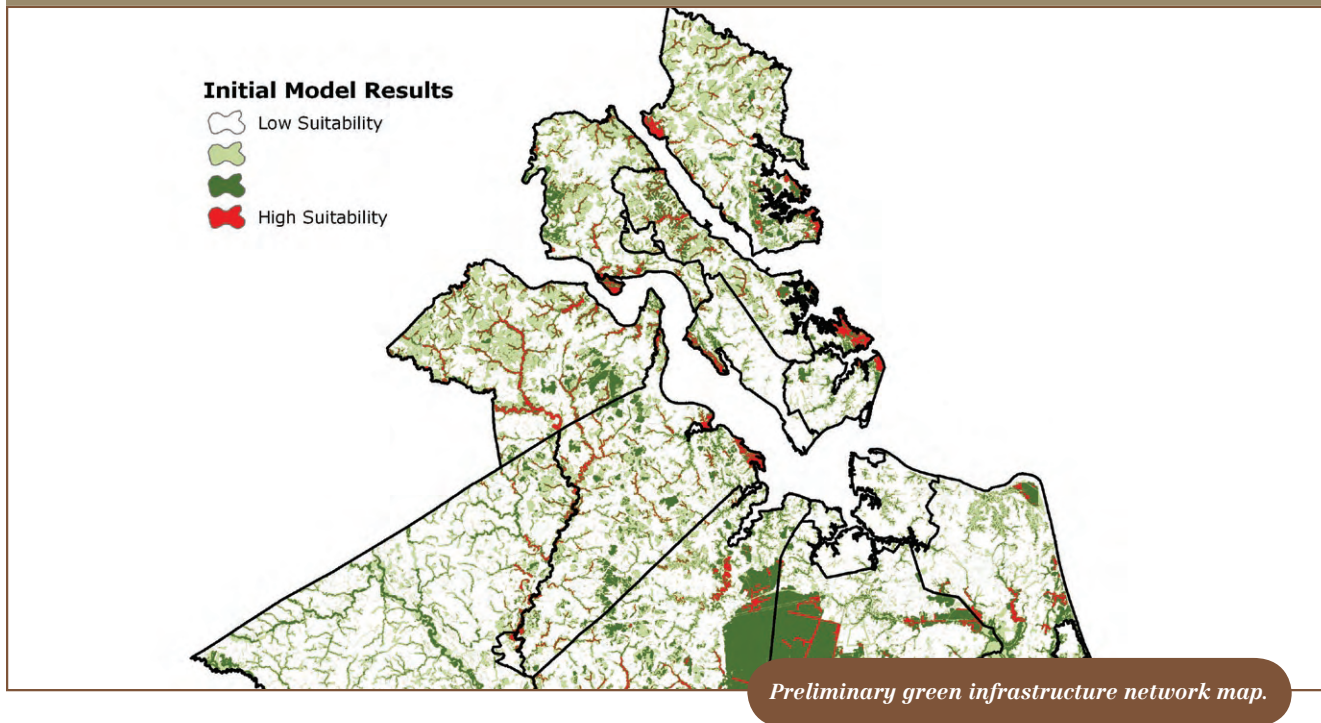 Initial Model Results
Low Suitability
High Suitability
Preliminary green infrastructure network map.